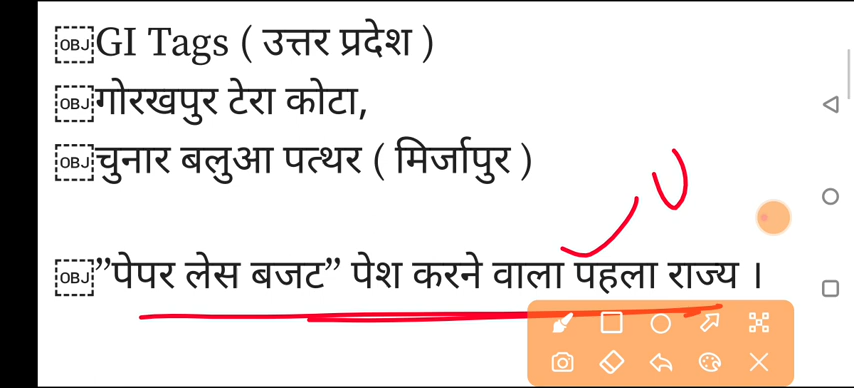 GI Tags ( उत्तर प्रदेश )
गोरखपुर टेरा कोटा,
चुनार बलुआ पत्थर ( मिर्जापुर )
”पेपर लेस बजट” पेश करने वाला पहला राज्य ।